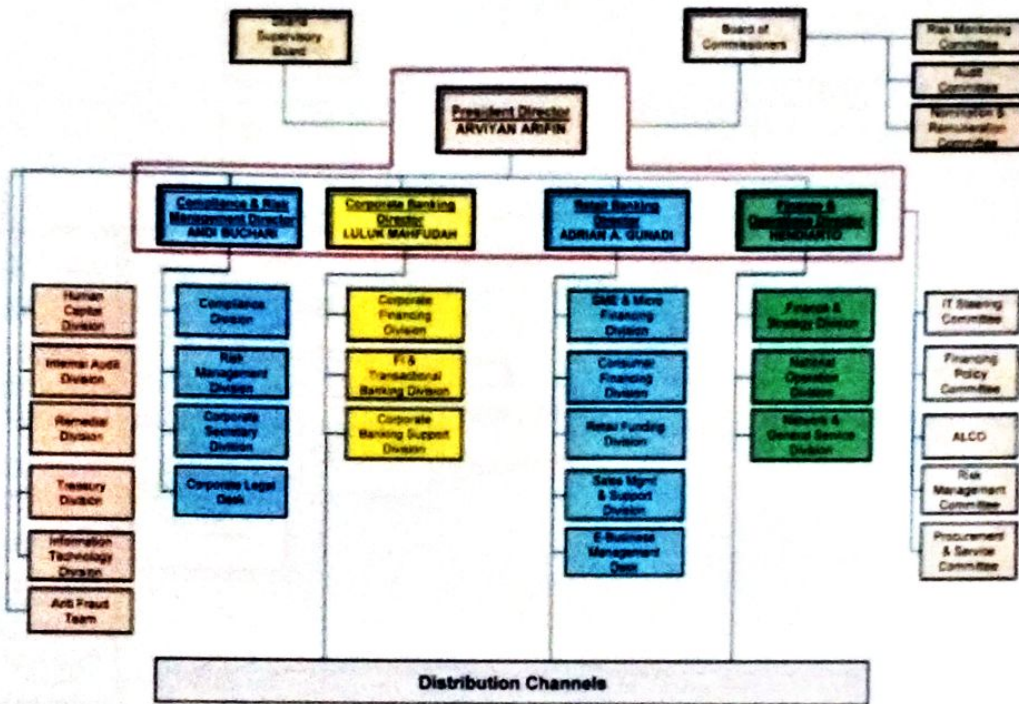 Sharia
Supervisory
Board
Board of
Commissioners
Risk Monitoring
Committee
Audit
Committee
Nomination &
Remuneration
Committee
President Director
ARVIYAN ARIFIN
Compliance & Risk
Management Director
ANDI BUCHARI
Corporate Banking
Director
LULUK MAHFUDAH
Retail Banking
Director
ADRIAN A. GUNADI
Finance &
Operations Director
HENDIARTO
Human
Capital
Division
Internal Audit
Division
Remedial
Division
Treasury
Division
Information
Technology
Division
Anti Fraud
Team
Compliance
Division
Risk
Management
Division
Corporate
Secretary
Division
Corporate Legal
Desk
Corporate
Financing
Division
FI &
Transactional
Banking Division
Corporate
Banking Support
Division
SME & Micro
Financing
Division
Consumer
Financing
Division
Retail Funding
Division
Sales Mgmt
& Support
Division
E-Business
Management
Desk
Finance &
Strategy Division
National
Operation
Division
Network &
General Service
Division
IT Steering
Committee
Financing
Policy
Committee
ALCO
Risk
Management
Committee
Procurement
& Service
Committee
Distribution Channels